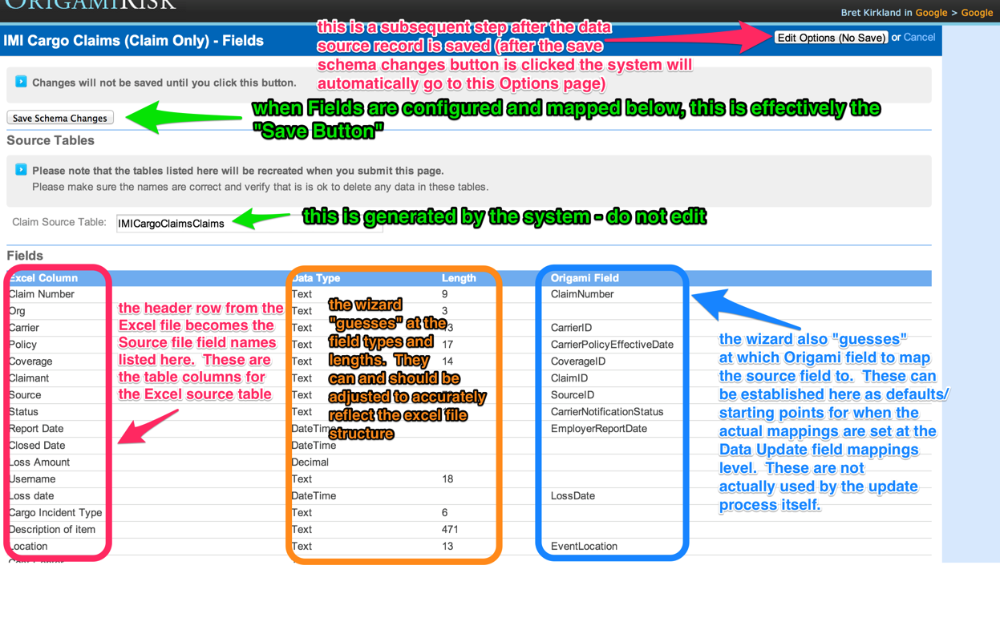 ORIGAMIRISK
Bret Kirkland in Google > Google
IMI Cargo Claims (Claim Only) - Fields
Edit Options (No Save) or Cancel
this is a subsequent step after the data
source record is saved (after the save
schema changes button is clicked the system will
automatically go to this Options page)
Changes will not be saved until you click this button.
Save Schema Changes
when Fields are configured and mapped below, this is effectively the
"Save Button"
Source Tables
Please note that the tables listed here will be recreated when you submit this page.
Please make sure the names are correct and verify that is is ok to delete any data in these tables.
Claim Source Table: IMICargoClaimsClaims
this is generated by the system - do not edit
Fields
Excel Column Data Type Length Origami Field
Claim Number Text 9 ClaimNumber
Org Text 3
Carrier Text CarrierID
Policy Text 17 CarrierPolicyEffectiveDate
Coverage Text 14 CoverageID
Claimant Text ClaimID
Source Text SourceID
Status Text CarrierNotificationStatus
Report Date DateTime EmployerReportDate
Closed Date DateTime
Loss Amount Decimal
Username Text 18
Loss date DateTime LossDate
Cargo Incident Type Text 6
Description of item Text 471
Location Text 13 EventLocation
the header row from the
Excel file becomes the
Source file field names
listed here. These are
the table columns for
the Excel source table
the wizard
"guesses" at the
field types and
lengths. They
can and should be
adjusted to accurately
reflect the excel file
structure
the wizard also "guesses"
at which Origami field to map
the source field to. These can
be established here as defaults/
starting points for when the
actual mappings are set at the
Data Update field mappings
level. These are not
actually used by the update
process itself.